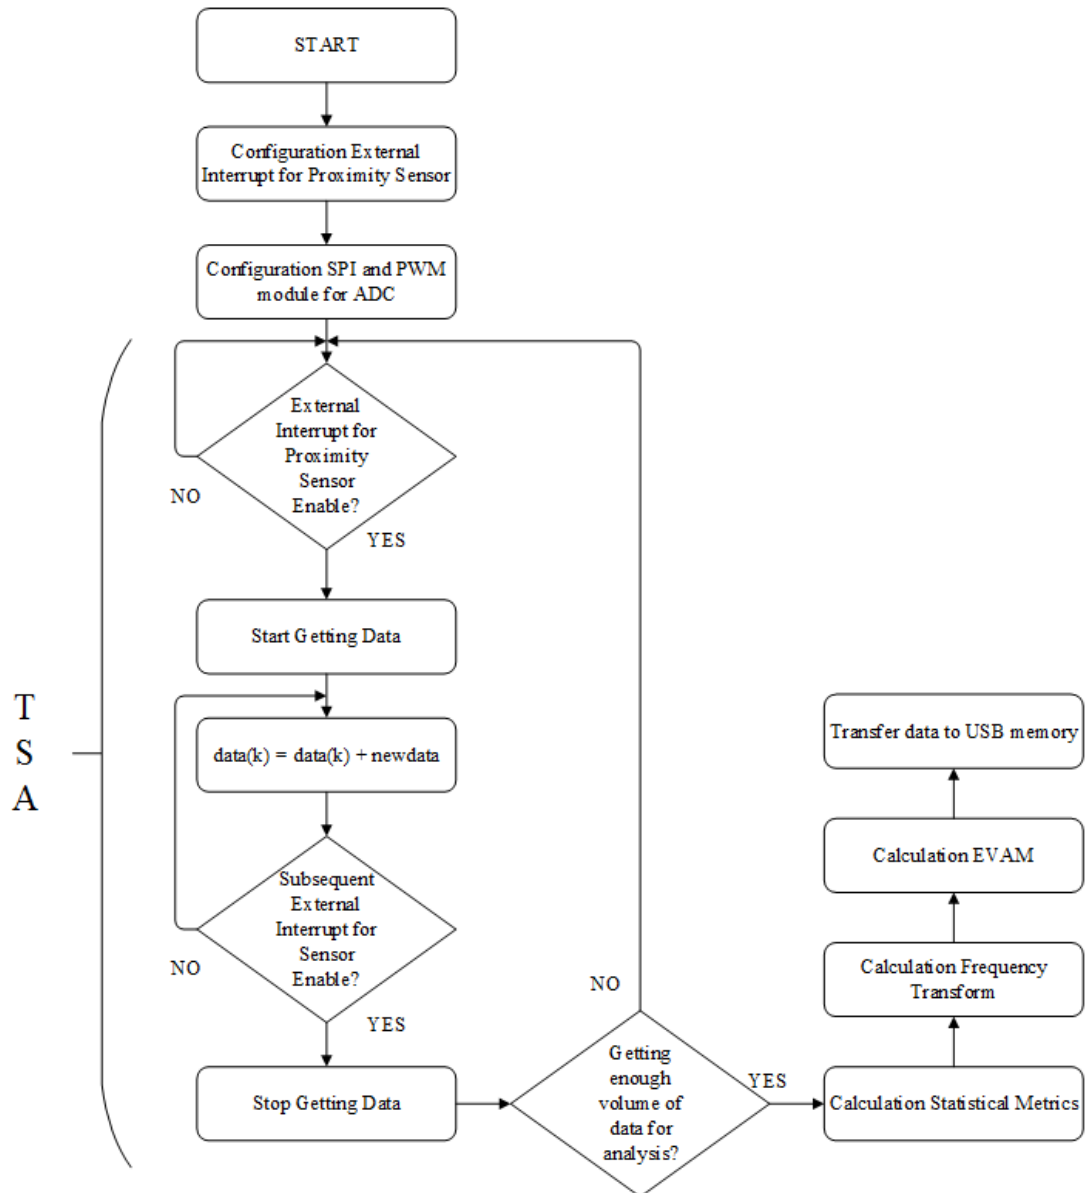 START
Configuration External
Interrupt for Proximity Sensor
Configuration SPI and PWM
module for ADC
External
Interrupt for
Proximity
Sensor
Enable?
NO
YES
Start Getting Data
T
S
A
data(k) = data(k) + newdata
Subsequent
External
Interrupt for
Sensor
Enable?
NO
YES
Stop Getting Data
NO
Getting
enough
volume of
data for
analysis?
YES
Calculation Statistical Metrics
Calculation Frequency
Transform
Calculation EVAM
Transfer data to USB memory